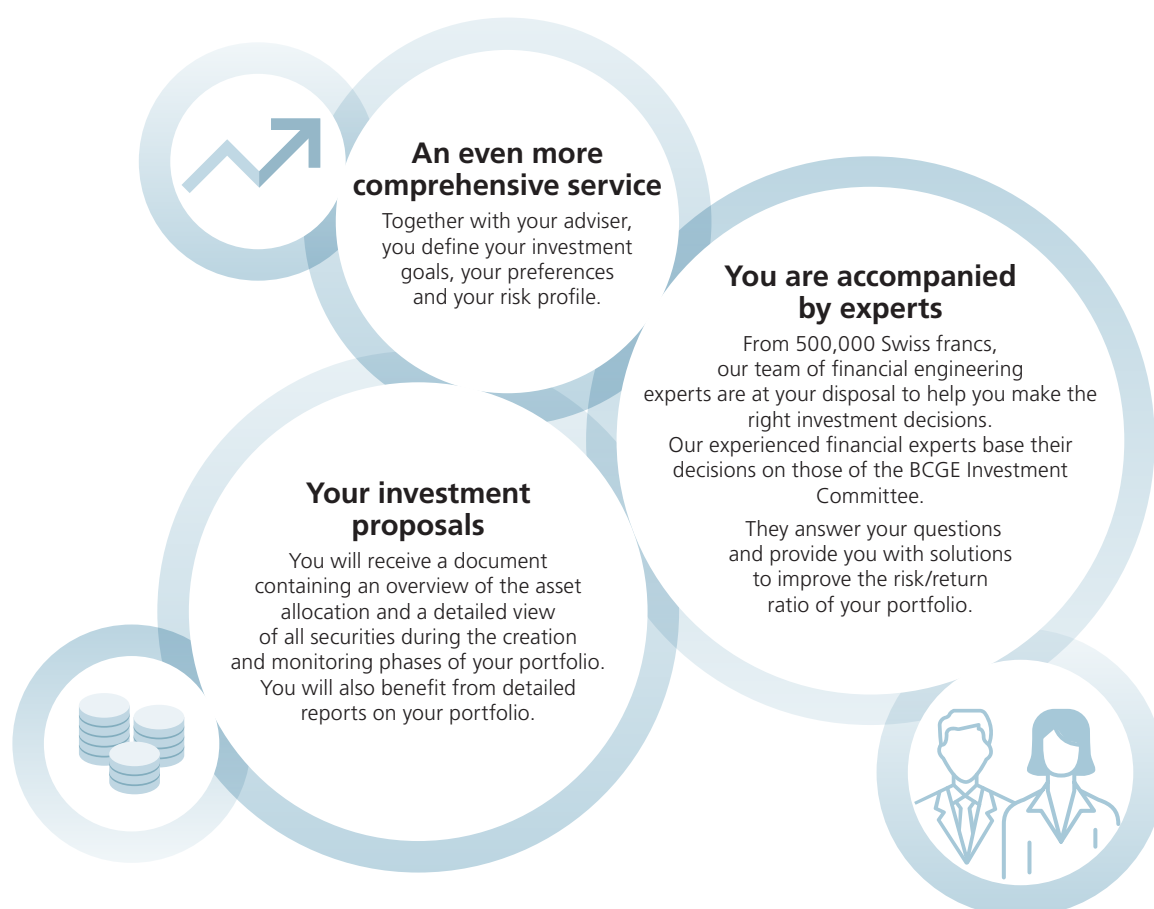 An even more
comprehensive service
Together with your adviser,
you define your investment
goals, your preferences
and your risk profile.
You are accompanied
by experts
From 500,000 Swiss francs,
our team of financial engineering
experts are at your disposal to help you make the
right investment decisions.
Our experienced financial experts base their
decisions on those of the BCGE Investment
Committee.
They answer your questions
and provide you with solutions
to improve the risk/return
ratio of your portfolio.
Your investment
proposals
You will receive a document
containing an overview of the asset
allocation and a detailed view
of all securities during the creation
and monitoring phases of your portfolio.
You will also benefit from detailed
reports on your portfolio.